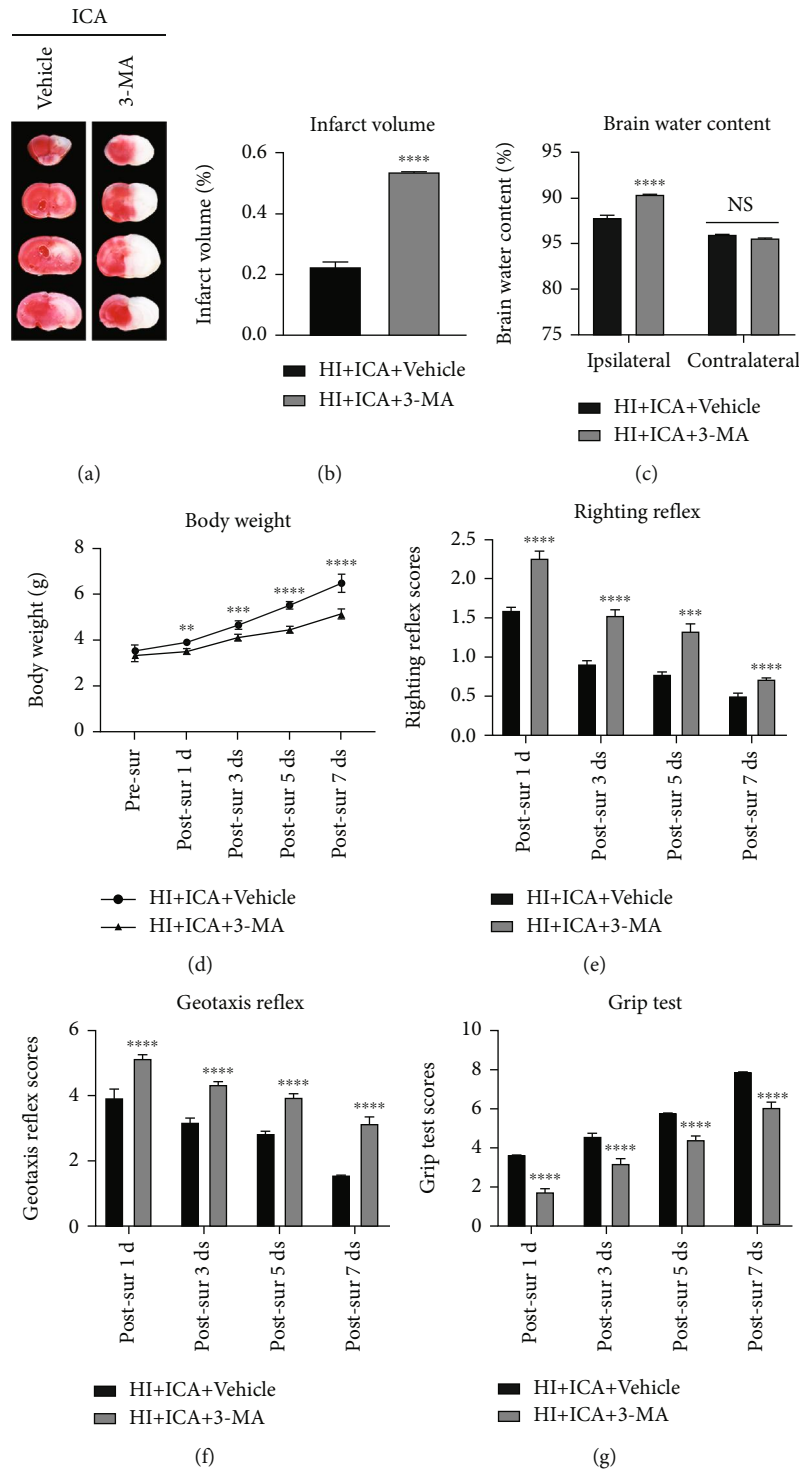 ICA
Vehicle
3-MA
(a)
Infarct volume
Infarct volume (%)
0.6
0.4
0.2
0.0
****
HI+ICA+Vehicle
HI+ICA+3-MA
(b)
Brain water content
Brain water content (%)
95
90
95
80
75
****
NS
Ipsilateral
Contralateral
HI+ICA+Vehicle
HI+ICA+3-MA
(c)
Body weight
Body weight (g)
8
6
4
2
0
**
***
****
****
Pre-sur
Post-sur 1 d
Post-sur 3 ds
Post-sur 5 ds
Post-sur 7 ds
HI+ICA+Vehicle
HI+ICA+3-MA
(d)
Righting reflex
Righting reflex scores
2.5
2.0
1.5
1.0
0.5
0.0
****
****
***
****
Post-sur 1 d
Post-sur 3 ds
Post-sur 5 ds
Post-sur 7 ds
HI+ICA+Vehicle
HI+ICA+3-MA
(e)
Geotaxis reflex
Geotaxis reflex scores
6
4
2
0
****
****
****
****
Post-sur 1 d
Post-sur 3 ds
Post-sur 5 ds
Post-sur 7 ds
HI+ICA+Vehicle
HI+ICA+3-MA
(f)
Grip test
Grip test scores
10
8
6
4
2
0
****
****
****
****
Post-sur 1 d
Post-sur 3 ds
Post-sur 5 ds
Post-sur 7 ds
HI+ICA+Vehicle
HI+ICA+3-MA
(g)